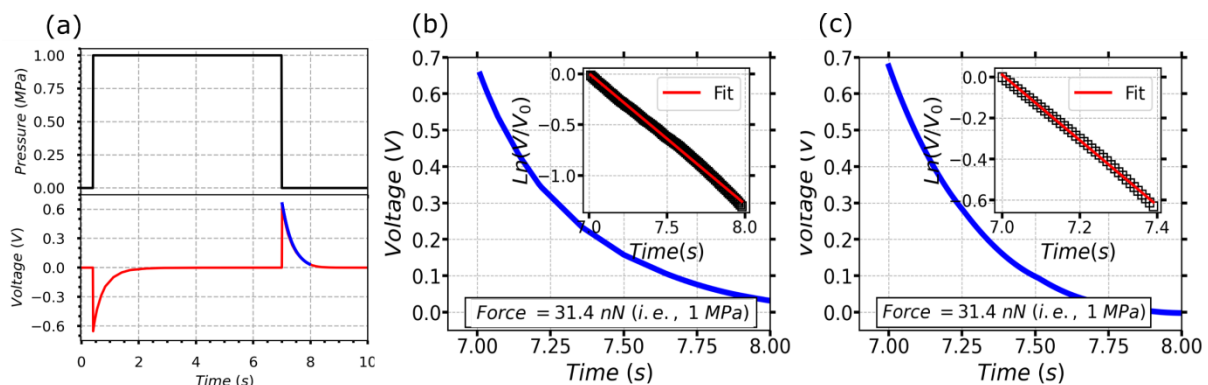 (a)
1.00
0.75
0.50
0.25
0.00
Pressure (MPa)
0.6
0.3
0.0
−0.3
−0.6
Voltage (V)
0 2 4 6 8 10
Time (s)
(b)
0.7
0.6
0.5
0.4
0.3
0.2
0.1
0.0
Voltage (V)
0.0
−0.5
−1.0
Ln(V/V0)
Fit
7.0 7.5 8.0
Time(s)
Force = 31.4 nN (i.e., 1 MPa)
7.00 7.25 7.50 7.75 8.00
Time (s)
(c)
0.7
0.6
0.5
0.4
0.3
0.2
0.1
0.0
Voltage (V)
0.0
−0.2
−0.4
−0.6
Ln(V/V0)
Fit
7.0 7.2 7.4
Time(s)
Force = 31.4 nN (i.e., 1 MPa)
7.00 7.25 7.50 7.75 8.00
Time (s)